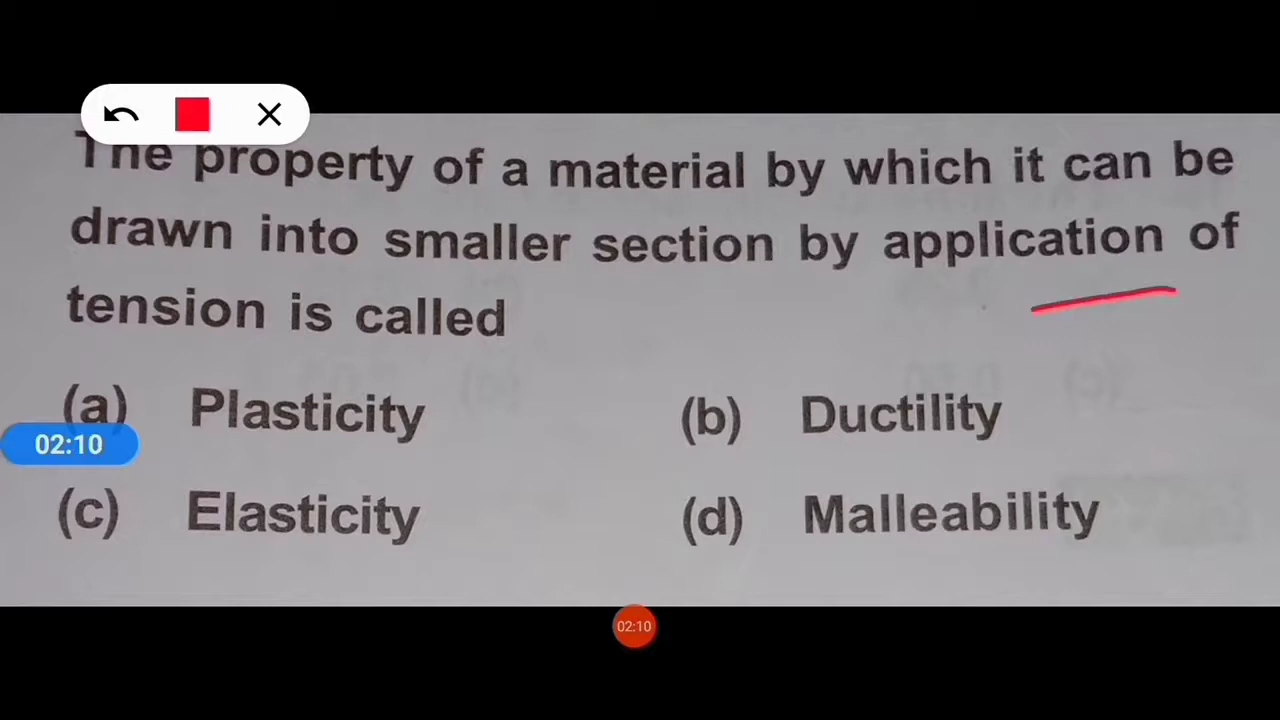 The property of a material by which it can be
drawn into smaller section by application of
tension is called
(a) Plasticity (b) Ductility
02:10
(c) Elasticity (d) Malleability
02:10